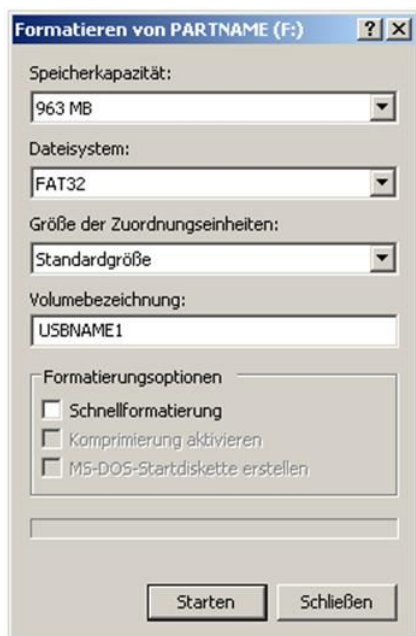 Formatieren von PARTNAME (F:)
Speicherkapazität:
963 MB
Dateisystem:
FAT32
Größe der Zuordnungseinheiten:
Standardgröße
Volumebezeichnung:
USBNAME1
Formatierungsoptionen
Schnellformatierung
Komprimierung aktivieren
MS-DOS-Startdiskette erstellen
Starten Schließen